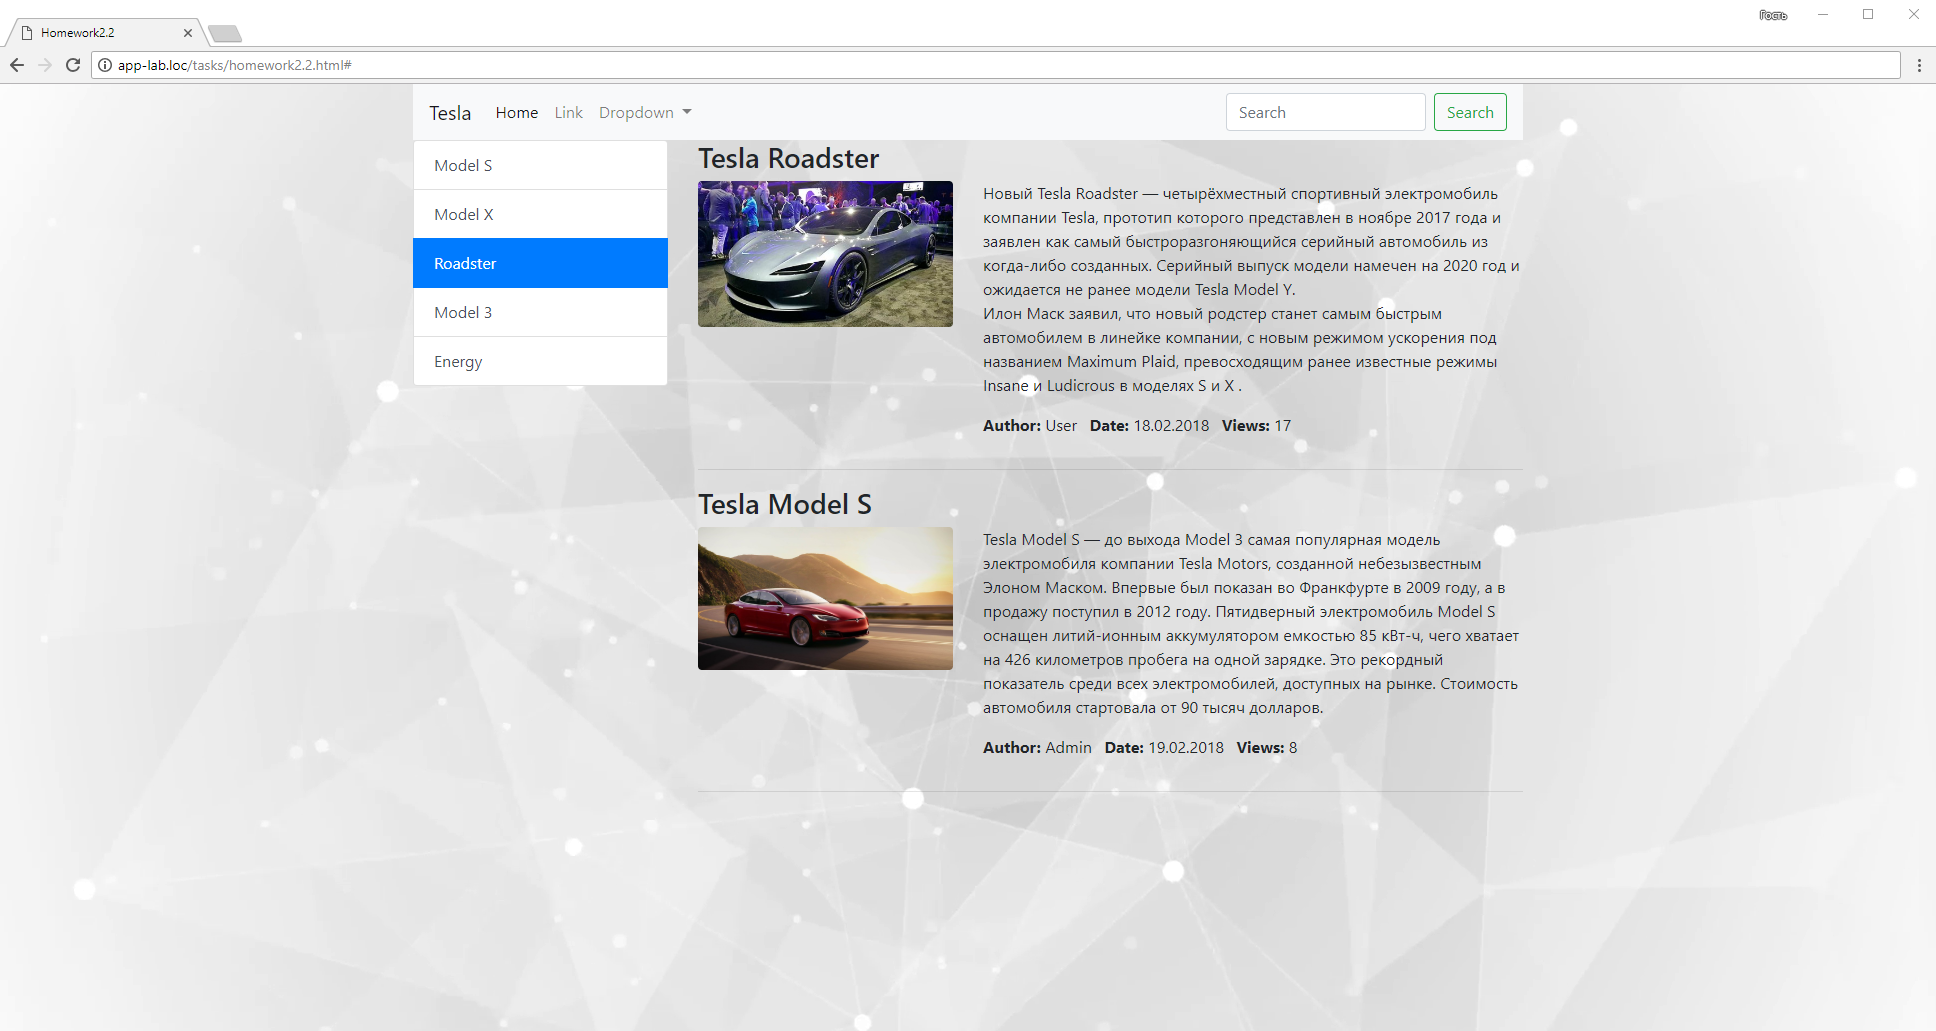 Гость
Homework2.2
app-lab.loc/tasks/homework2.2.html#
Tesla Home Link Dropdown Search Search
Model S
Model X
Roadster
Model 3
Energy
Tesla Roadster
Новый Tesla Roadster — четырёхместный спортивный электромобиль
компании Tesla, прототип которого представлен в ноябре 2017 года и
заявлен как самый быстроразгоняющийся серийный автомобиль из
когда-либо созданных. Серийный выпуск модели намечен на 2020 год и
ожидается не ранее модели Tesla Model Y.
Илон Маск заявил, что новый родстер станет самым быстрым
автомобилем в линейке компании, с новым режимом ускорения под
названием Maximum Plaid, превосходящим ранее известные режимы
Insane и Ludicrous в моделях S и X .
Author: User Date: 18.02.2018 Views: 17
Tesla Model S
Tesla Model S — до выхода Model 3 самая популярная модель
электромобиля компании Tesla Motors, созданной небезызвестным
Элоном Маском. Впервые был показан во Франкфурте в 2009 году, а в
продажу поступил в 2012 году. Пятидверный электромобиль Model S
оснащен литий-ионным аккумулятором емкостью 85 кВт-ч, чего хватает
на 426 километров пробега на одной зарядке. Это рекордный
показатель среди всех электромобилей, доступных на рынке. Стоимость
автомобиля стартовала от 90 тысяч долларов.
Author: Admin Date: 19.02.2018 Views: 8